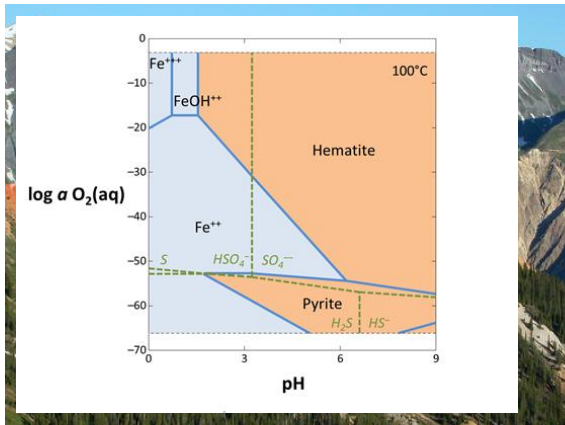 0
Fe+++
−10
100°C
FeOH++
−20
Hematite
−30
log a O2(aq)
−40
Fe++
S
HSO4−
SO4−−
−50
−60
Pyrite
H2S
HS−
−70
0
3
6
9
pH